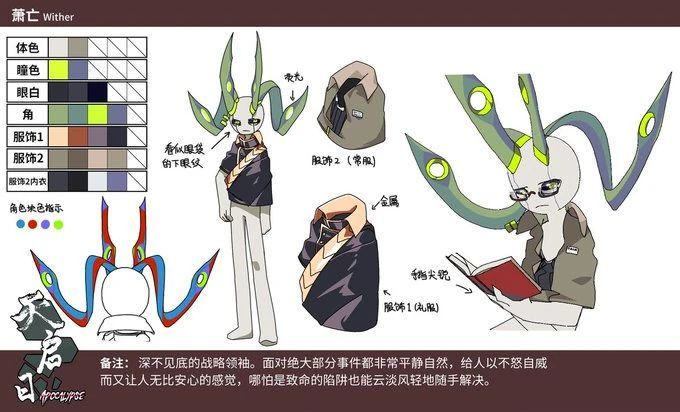 萧亡 Wither
体色
瞳色
眼白
角
服饰1
服饰2
服饰2内衣
角色块色指示
荧光
看似眼袋
的下眼纹
服饰2（常服）
金属
服饰1（礼服）
手指尖锐
天启日
APOCALYPSE
备注： 深不见底的战略领袖。面对绝大部分事件都非常平静自然，给人以不怒自威
而又让人无比安心的感觉，哪怕是致命的陷阱也能云淡风轻地随手解决。